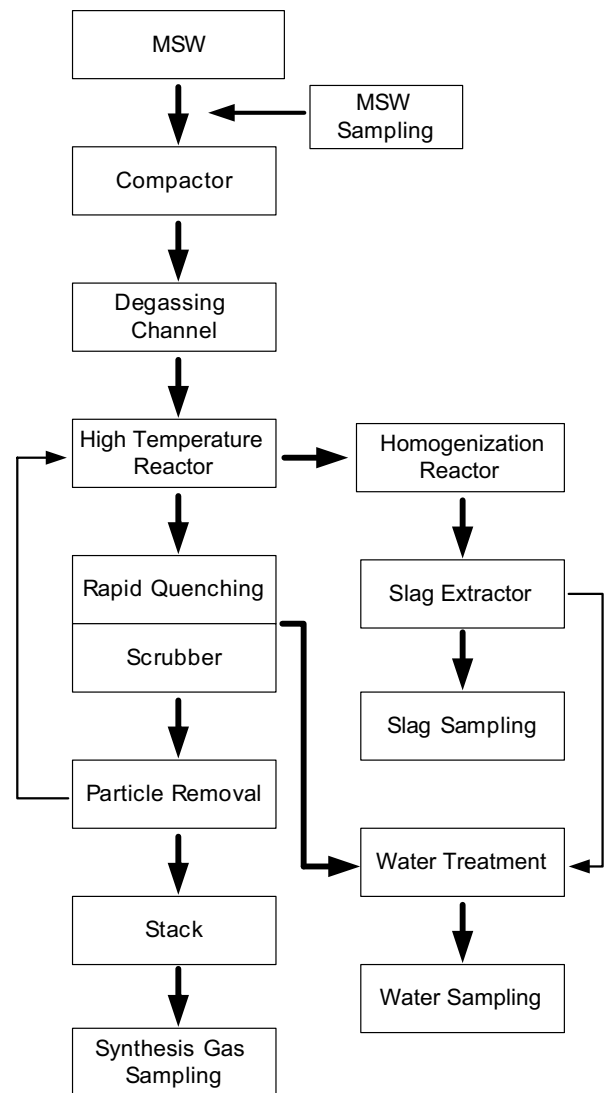 MSW
MSW
Sampling
Compactor
Degassing
Channel
High Temperature
Reactor
Homogenization
Reactor
Rapid Quenching
Scrubber
Slag Extractor
Slag Sampling
Particle Removal
Water Treatment
Stack
Water Sampling
Synthesis Gas
Sampling